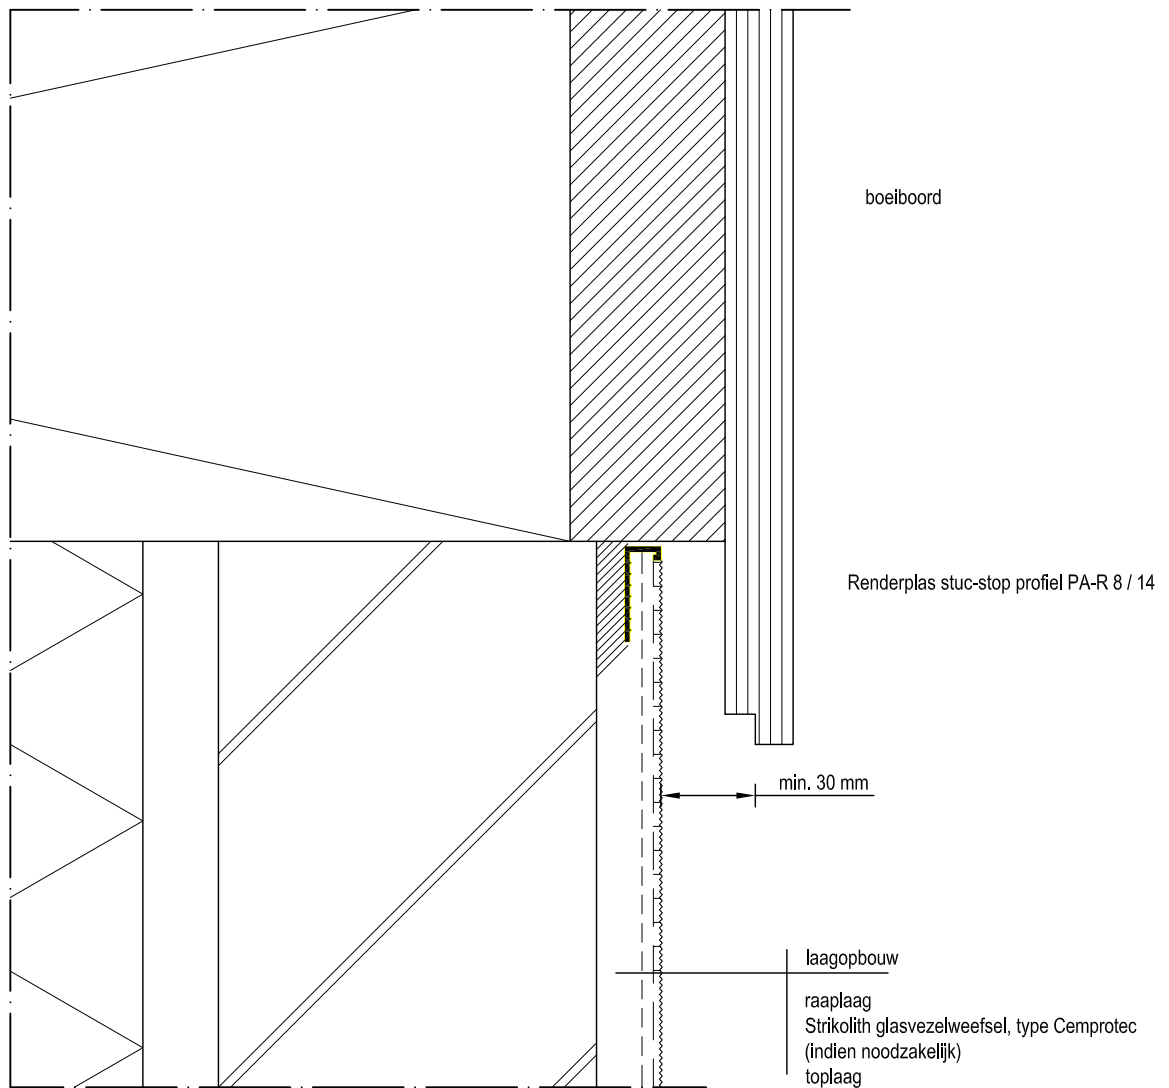 boeiboord
Renderplas stuc-stop profiel PA-R 8 / 14
min. 30 mm
laagopbouw
raaplaag
Strikolith glasvezelweefsel, type Cemprotec
(indien noodzakelijk)
toplaag